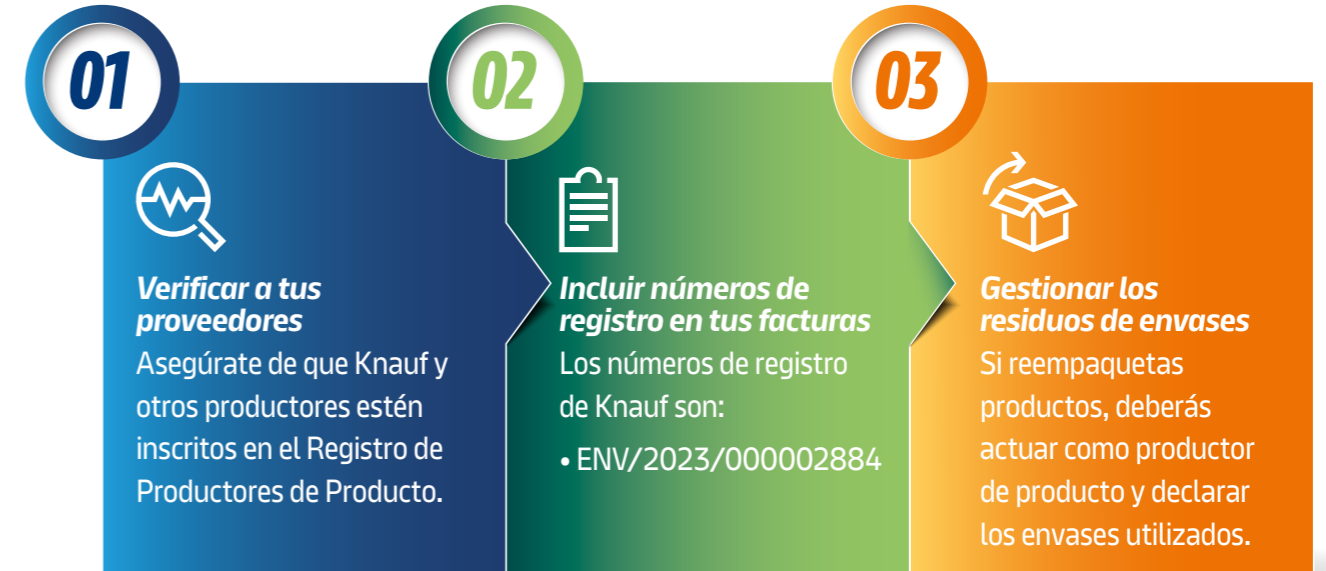 01
Verificar a tus
proveedores
Asegúrate de que Knauf y
otros productores estén
inscritos en el Registro de
Productores de Producto.
02
Incluir números de
registro en tus facturas
Los números de registro
de Knauf son:
• ENV/2023/000002884
03
Gestionar los
residuos de envases
Si reempaquetas
productos, deberás
actuar como productor
de producto y declarar
los envases utilizados.